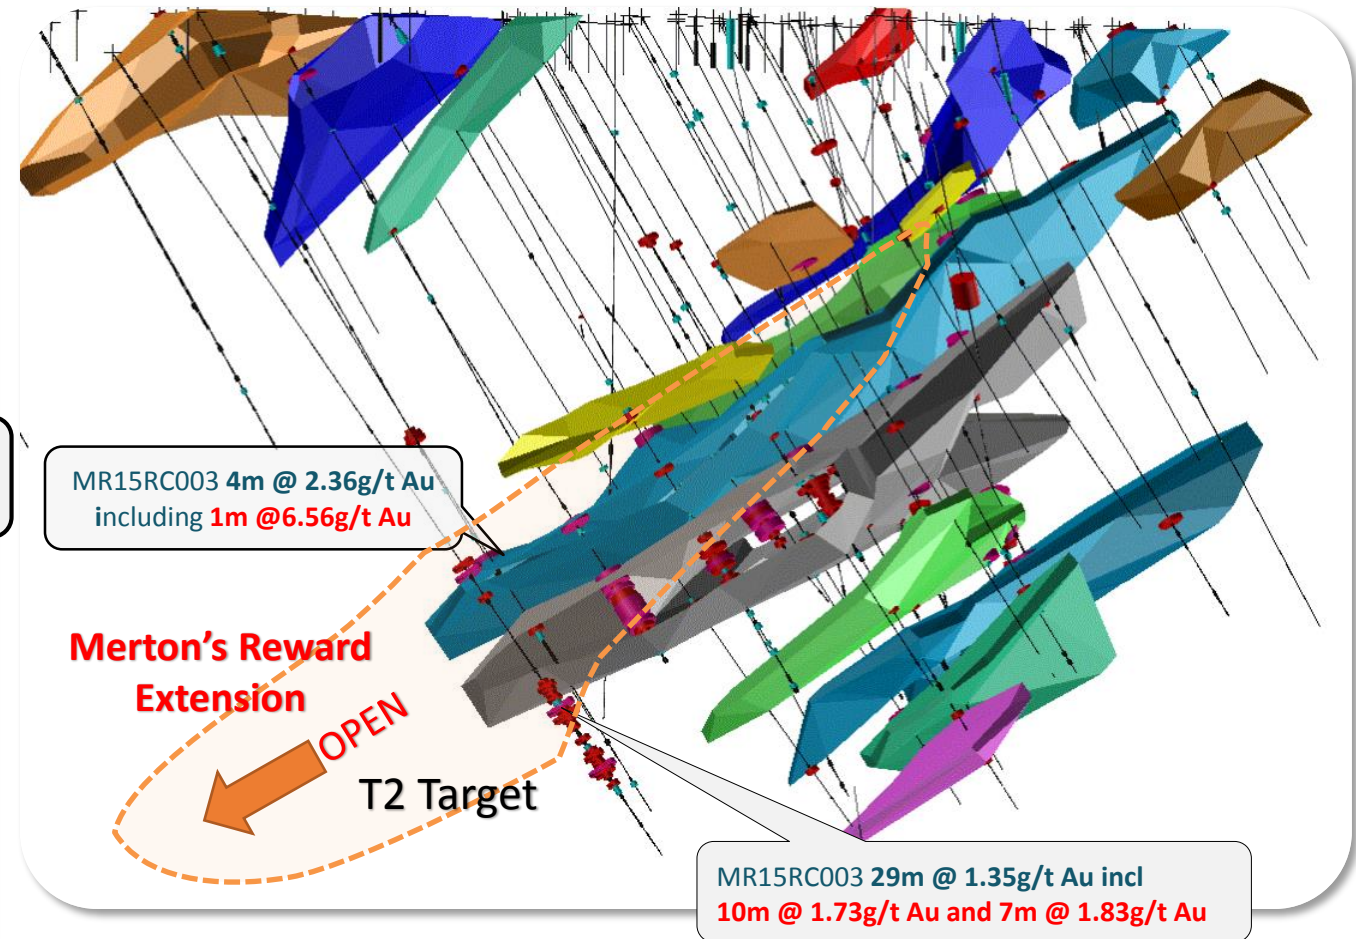 MR15RC003 4m @ 2.36g/t Au
including 1m @6.56g/t Au
Merton's Reward
Extension
OPEN
T2 Target
MR15RC003 29m @ 1.35g/t Au incl
10m @ 1.73g/t Au and 7m @ 1.83g/t Au